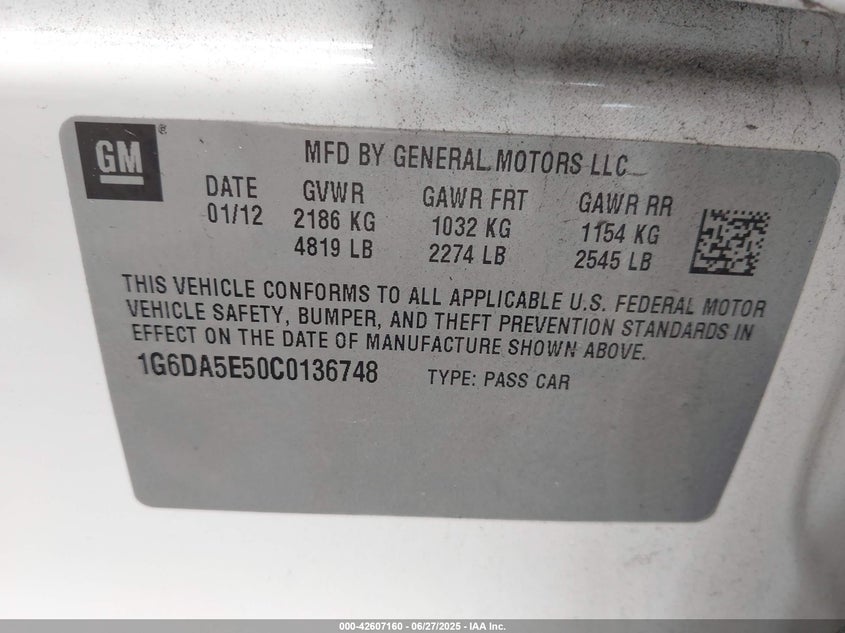 GM ®
MFD BY GENERAL MOTORS LLC
DATE GVWR GAWR FRT GAWR RR
01/12 2186 KG 1032 KG 1154 KG
4819 LB 2274 LB 2545 LB
THIS VEHICLE CONFORMS TO ALL APPLICABLE U.S. FEDERAL MOTOR
VEHICLE SAFETY, BUMPER, AND THEFT PREVENTION STANDARDS IN
EFFECT ON THE DATE OF MANUFACTURE SHOWN ABOVE.
1G6DA5E50C0136748 TYPE: PASS CAR
000-42607160 | 06/27/2025 - IAA Inc.